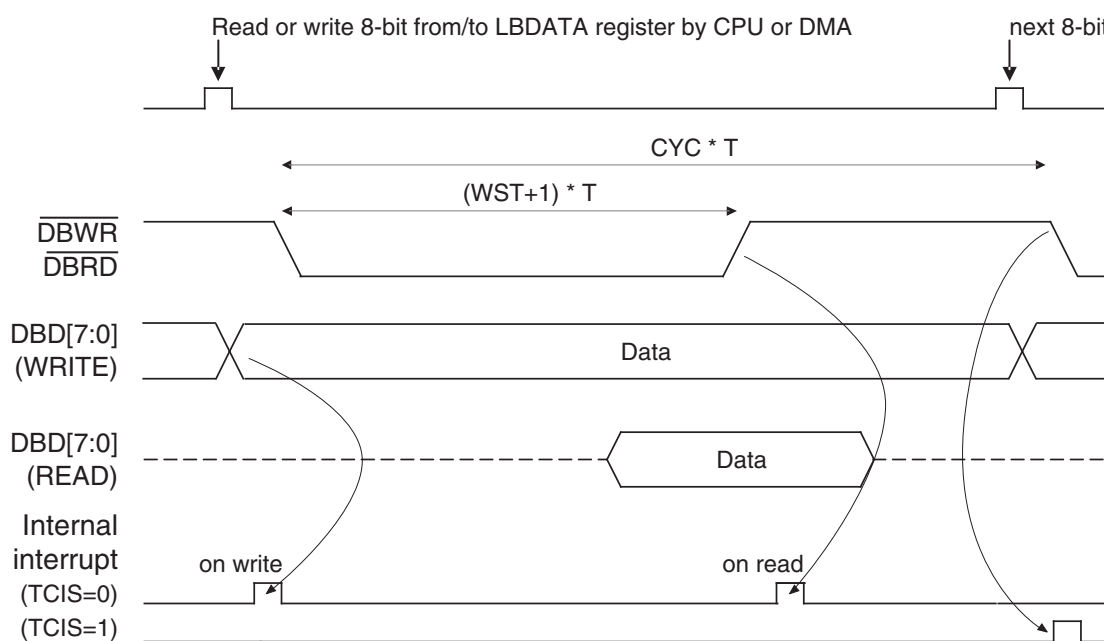 Read or write 8-bit from/to LBDATA register by CPU or DMA
next 8-bit
CYC * T
(WST+1) * T
DBWR
DBRD
DBD[7:0]
(WRITE)
Data
DBD[7:0]
(READ)
Data
Internal
interrupt
on write
on read
(TCIS=0)
(TCIS=1)